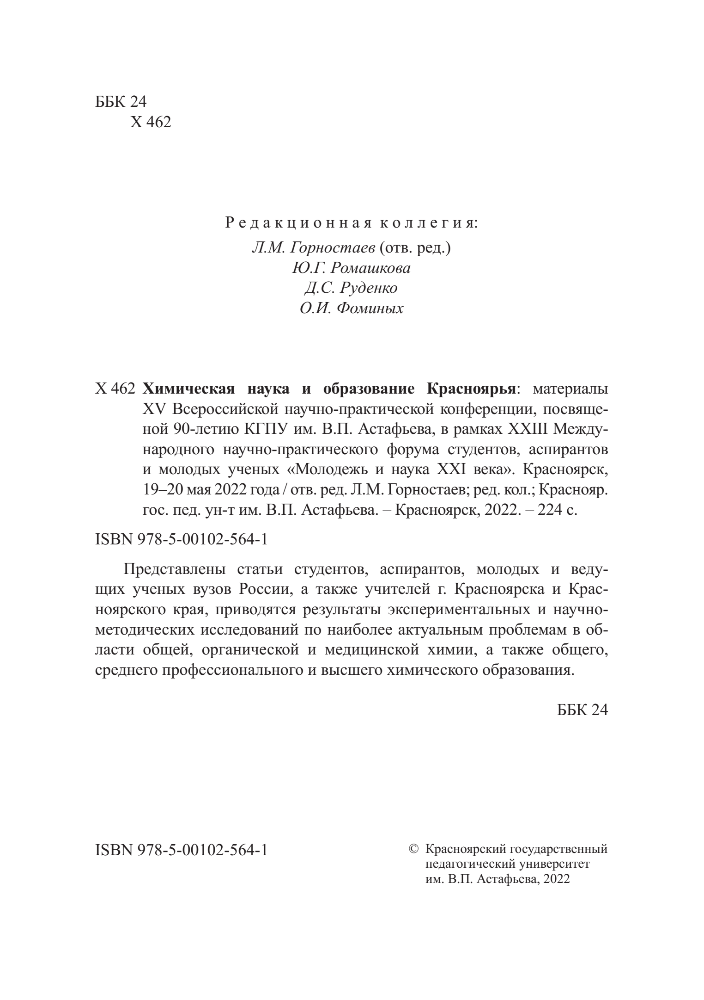 ББК 24
Х 462
Редакционная коллегия:
Л.М. Горностаев (отв. ред.)
Ю.Г. Ромашкова
Д.С. Руденко
О.И. Фоминых
Х 462 Химическая наука и образование Красноярья: материалы
XV Всероссийской научно-практической конференции, посвяще-
ной 90-летию КГПУ им. В.П. Астафьева, в рамках XXIII Между-
народного научно-практического форума студентов, аспирантов
и молодых ученых «Молодежь и наука XXI века». Красноярск,
19–20 мая 2022 года / отв. ред. Л.М. Горностаев; ред. кол.; Краснояр.
гос. пед. ун-т им. В.П. Астафьева. – Красноярск, 2022. – 224 с.
ISBN 978-5-00102-564-1
Представлены статьи студентов, аспирантов, молодых и веду-
щих ученых вузов России, а также учителей г. Красноярска и Крас-
ноярского края, приводятся результаты экспериментальных и научно-
методических исследований по наиболее актуальным проблемам в об-
ласти общей, органической и медицинской химии, а также общего,
среднего профессионального и высшего химического образования.
ББК 24
ISBN 978-5-00102-564-1
© Красноярский государственный
педагогический университет
им. В.П. Астафьева, 2022